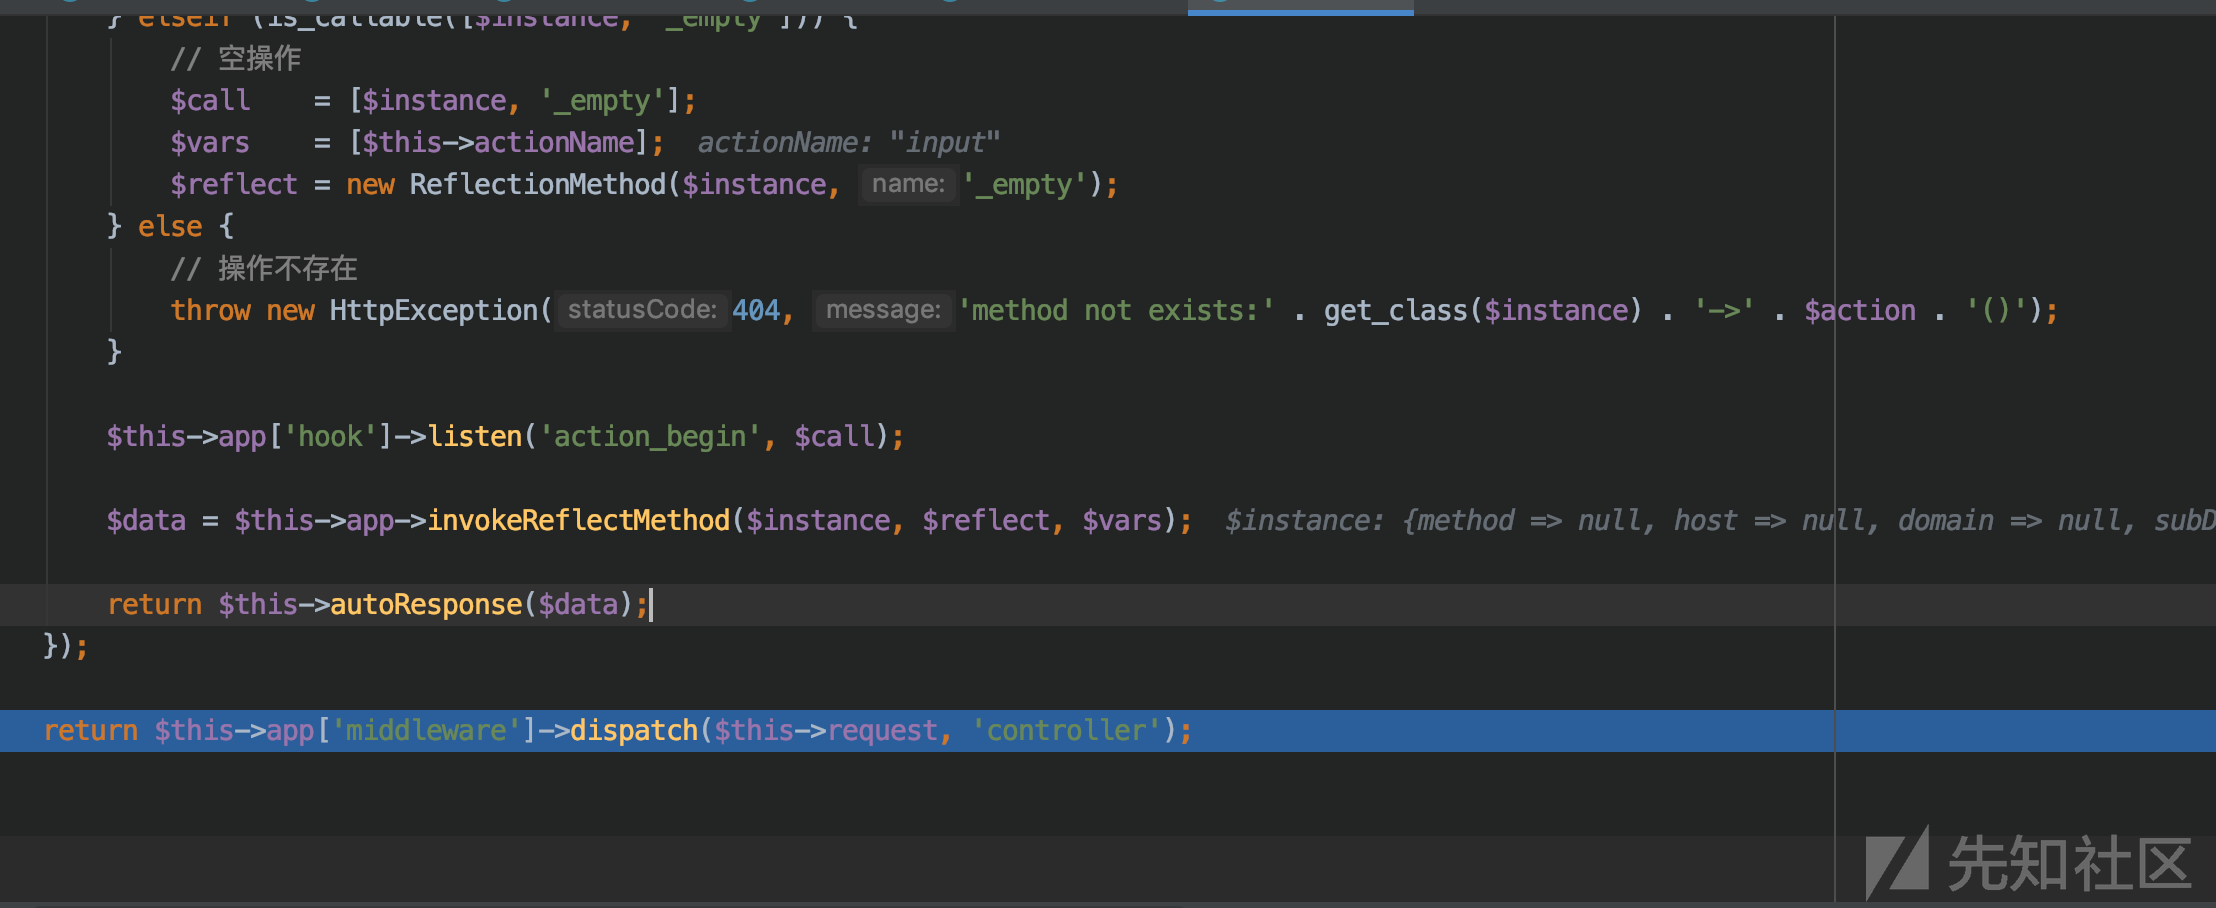 } elseif (is_callable([$instance, '_empty'])) {
// 空操作
$call    = [$instance, '_empty'];
$vars    = [$this->actionName];  actionName: "input"
$reflect = new ReflectionMethod($instance, name: '_empty');
} else {
// 操作不存在
throw new HttpException( statusCode: 404, message: 'method not exists:' . get_class($instance) . '->' . $action . '()');
}
$this->app['hook']->listen('action_begin', $call);
$data = $this->app->invokeReflectMethod($instance, $reflect, $vars);  $instance: {method => null, host => null, domain => null, subD
return $this->autoResponse($data);
});
return $this->app['middleware']->dispatch($this->request, 'controller');
先知社区